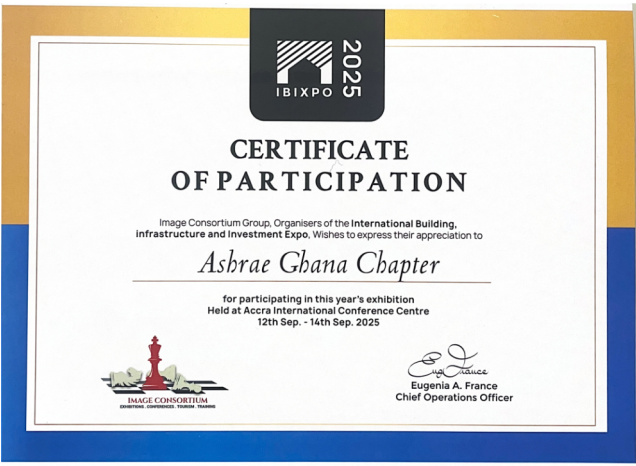 IBIXPO
2025
CERTIFICATE
OF PARTICIPATION
Image Consortium Group, Organisers of the International Building,
infrastructure and Investment Expo, Wishes to express their appreciation to
Ashrae Ghana Chapter
for participating in this year's exhibition
Held at Accra International Conference Centre
12th Sep. - 14th Sep. 2025
IMAGE CONSORTIUM
EXHIBITIONS . CONFERENCES . TOURISM . TRAINING
Eug France
Eugenia A. France
Chief Operations Officer